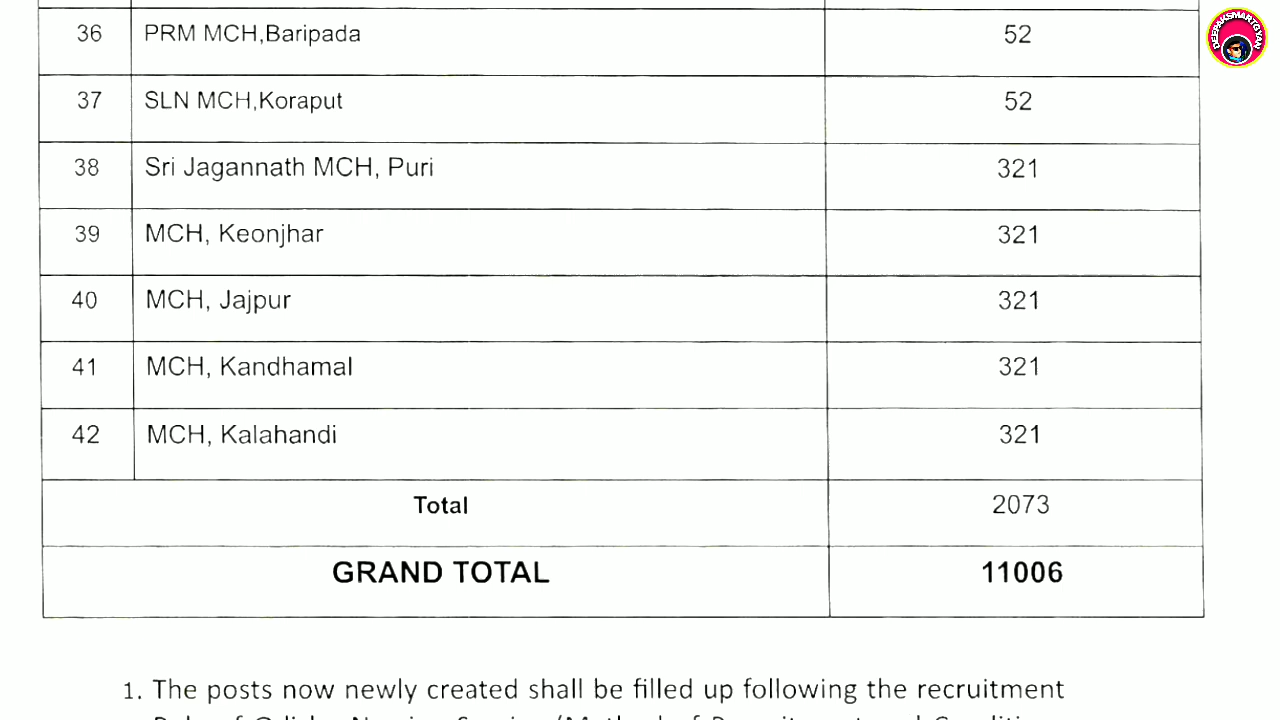 36 PRM MCH,Baripada 52
37 SLN MCH,Koraput 52
38 Sri Jagannath MCH, Puri 321
39 MCH, Keonjhar 321
40 MCH, Jajpur 321
41 MCH, Kandhamal 321
42 MCH, Kalahandi 321
Total 2073
GRAND TOTAL 11006
1. The posts now newly created shall be filled up following the recruitment
DEEPAKSMARTGYAN